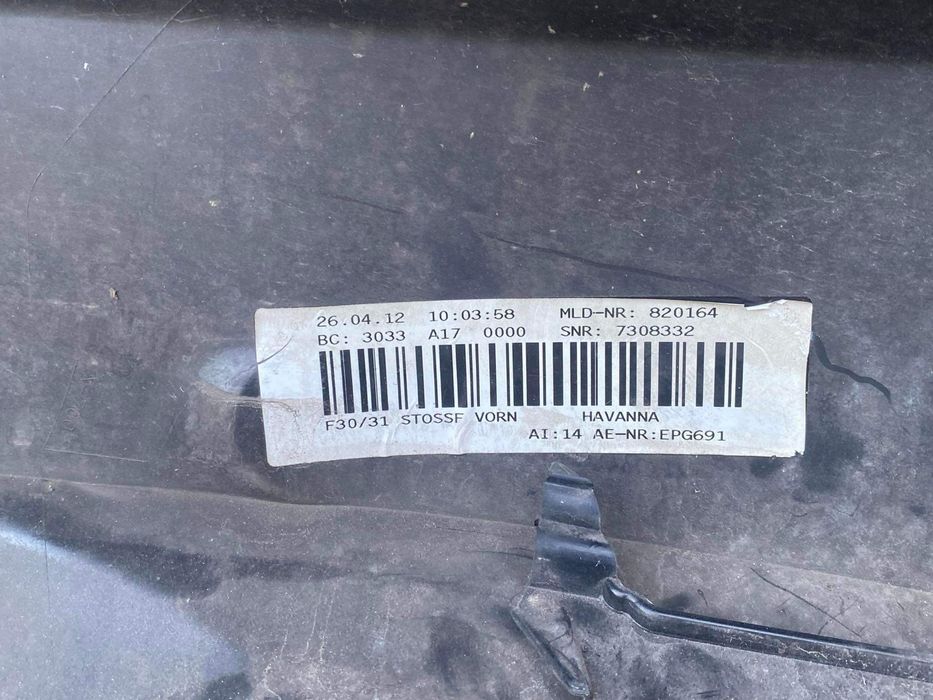 26.04.12 10:03:58 MLD-NR: 820164
BC: 3033 A17 0000 SNR: 7308332
F30/31 STOSSF VORN HAVANNA
AI:14 AE-NR:EPG691